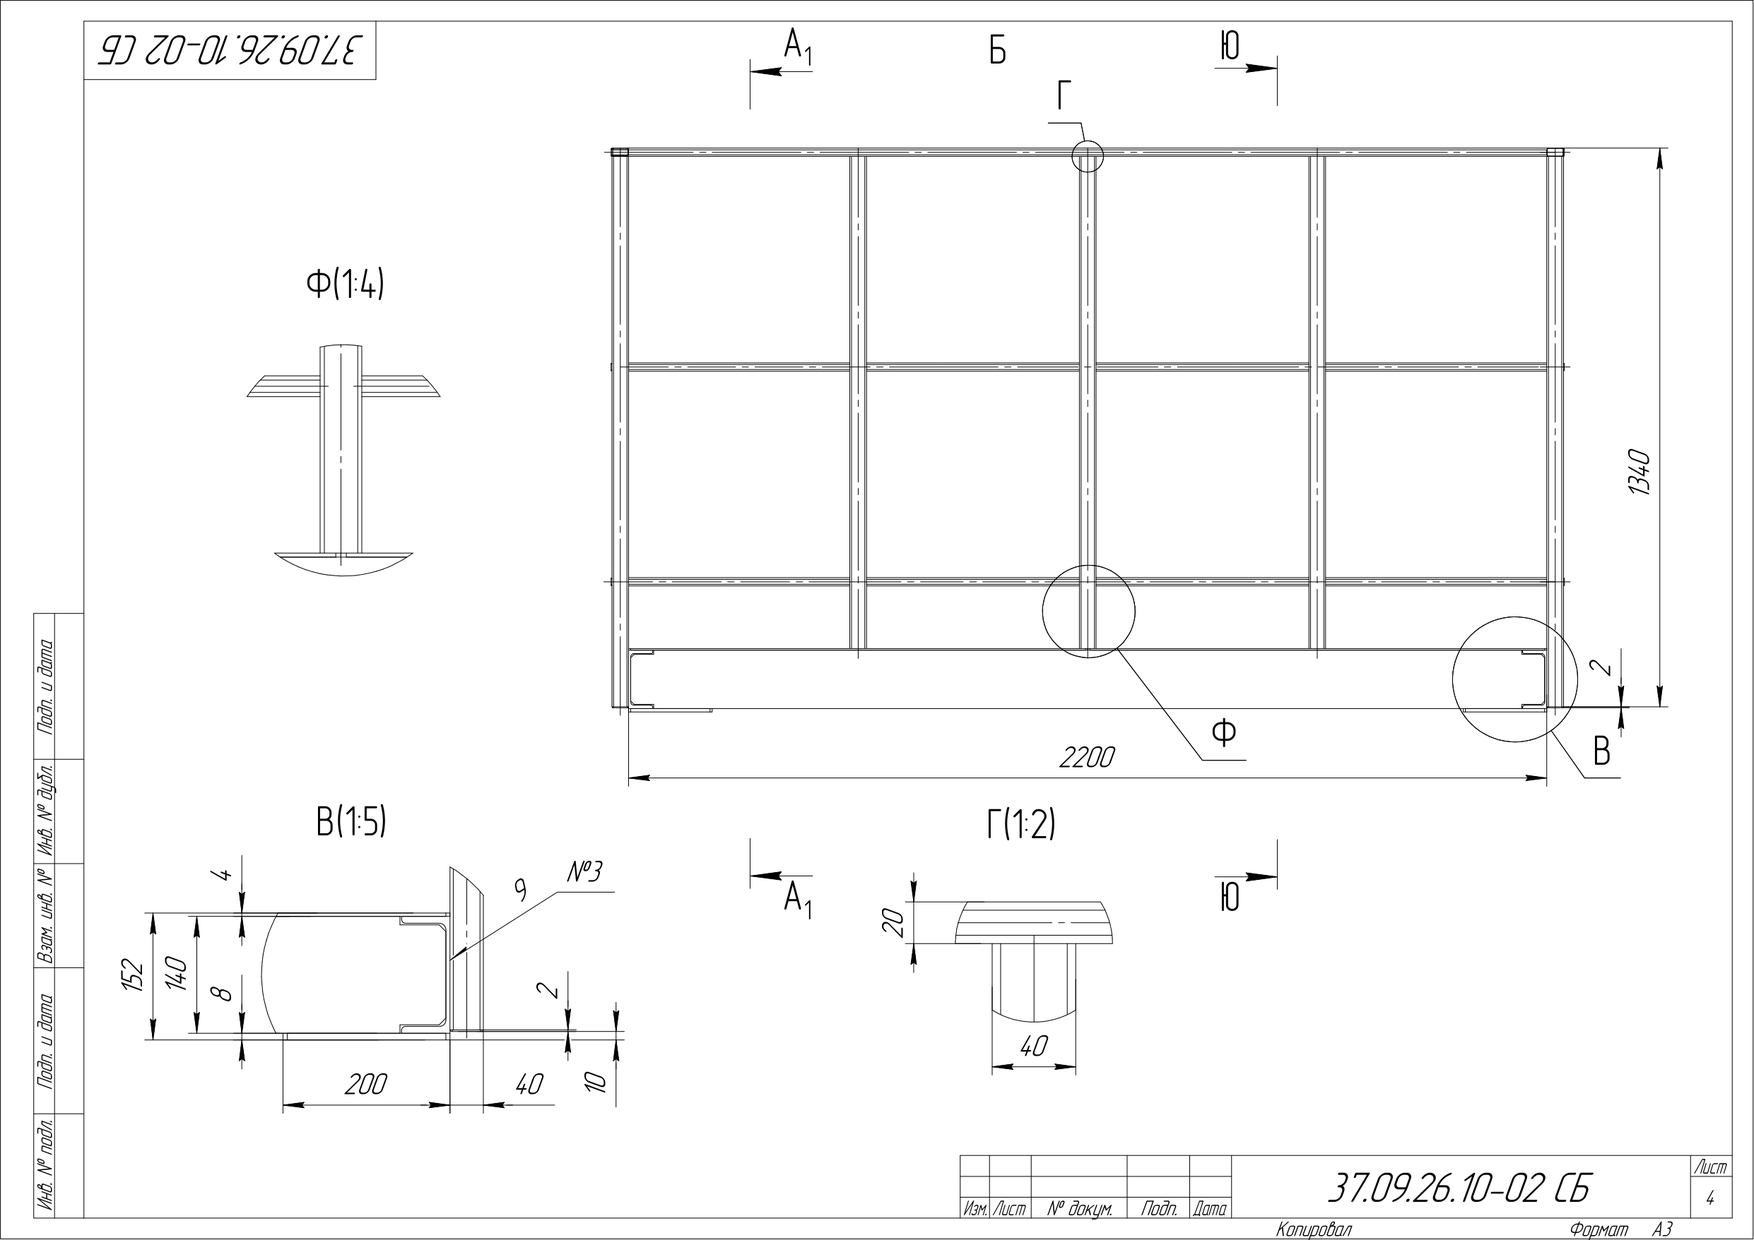 37.09.26.10-02 СБ
А1
Б
Ю
Г
Ф(1:4)
1340
2
Ф
В
2200
В(1:5)
Г(1:2)
А1
Ю
4
9
№3
152
140
8
2
200
40
10
20
40
Подп. и дата
Инв. № дубл.
Взам. инв. №
Подп. и дата
Инв. № подл.
37.09.26.10-02 СБ
Лист
4
Изм. Лист № докум. Подп. Дата
Копировал Формат А3